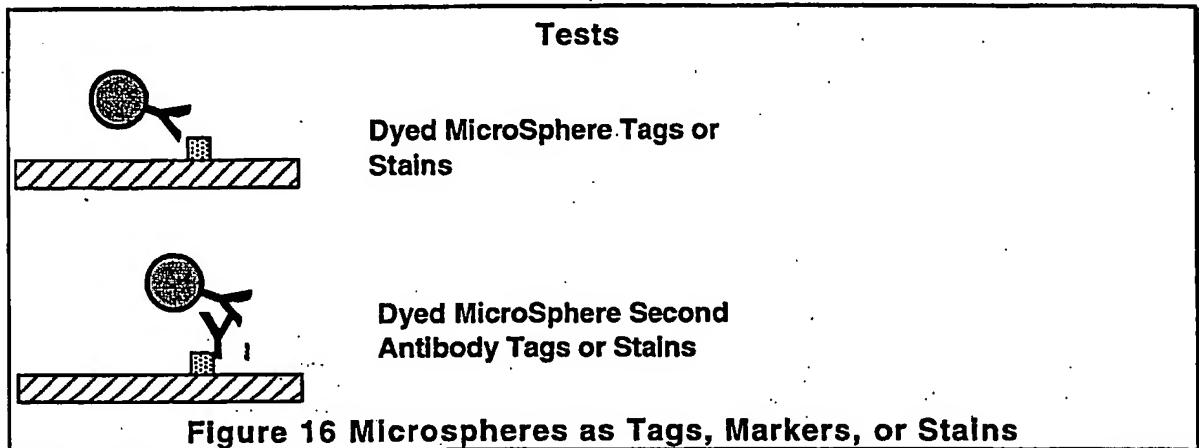 Tests
Dyed MicroSphere Tags or
Stains
Dyed MicroSphere Second
Antibody Tags or Stains
Figure 16 Microspheres as Tags, Markers, or Stains